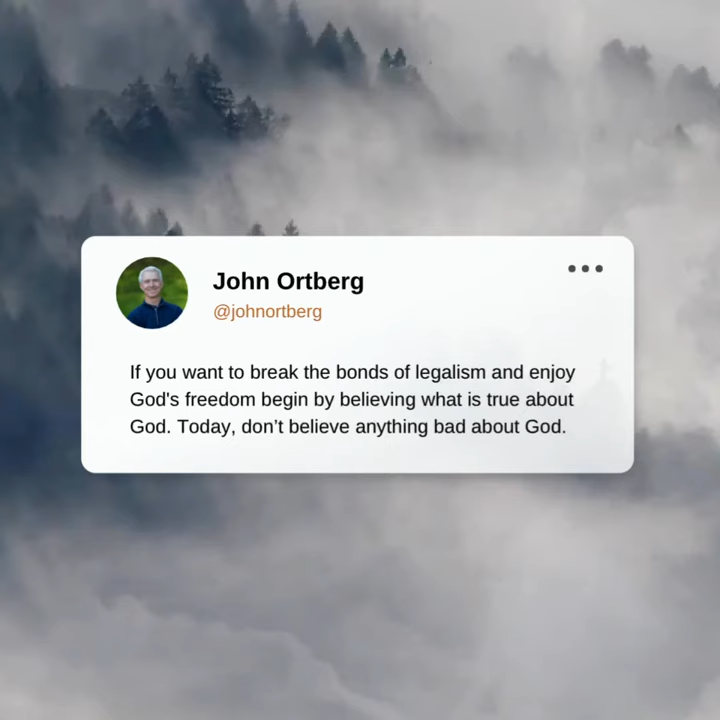 John Ortberg
@johnortberg
If you want to break the bonds of legalism and enjoy
God's freedom begin by believing what is true about
God. Today, don’t believe anything bad about God.